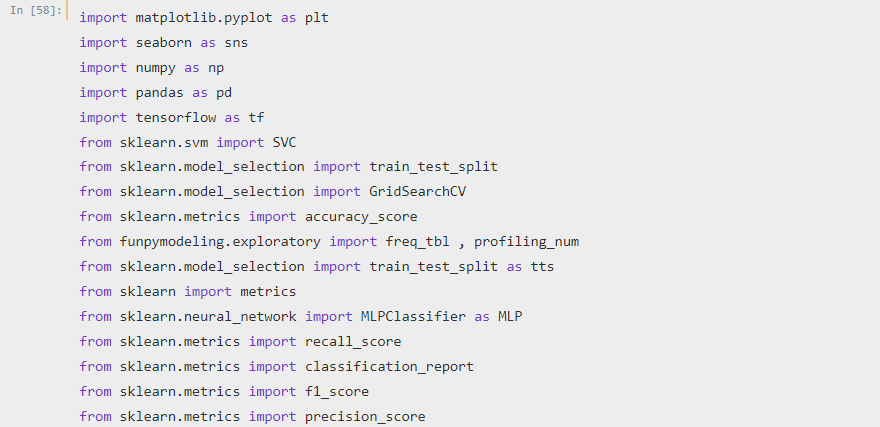 In [58]:
import matplotlib.pyplot as plt
import seaborn as sns
import numpy as np
import pandas as pd
import tensorflow as tf
from sklearn.svm import SVC
from sklearn.model_selection import train_test_split
from sklearn.model_selection import GridSearchCV
from sklearn.metrics import accuracy_score
from funpymodeling.exploratory import freq_tbl , profiling_num
from sklearn.model_selection import train_test_split as tts
from sklearn import metrics
from sklearn.neural_network import MLPClassifier as MLP
from sklearn.metrics import recall_score
from sklearn.metrics import classification_report
from sklearn.metrics import f1_score
from sklearn.metrics import precision_score